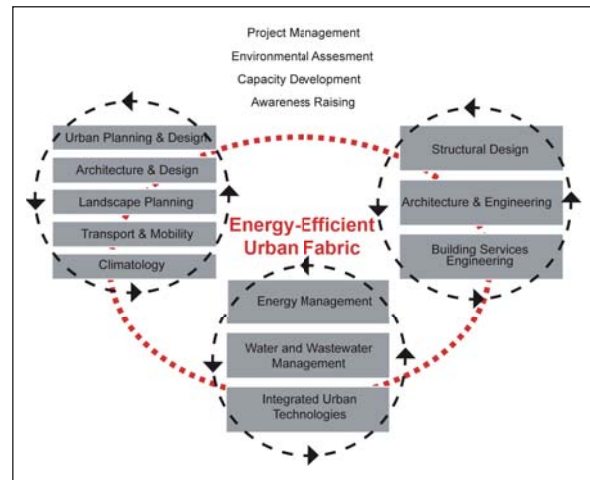 Project Management
Environmental Assesment
Capacity Development
Awareness Raising
Urban Planning & Design
Architecture & Design
Landscape Planning
Transport & Mobility
Climatology
Structural Design
Architecture & Engineering
Building Services
Engineering
Energy-Efficient
Urban Fabric
Energy Management
Water and Wastewater
Management
Integrated Urban
Technologies